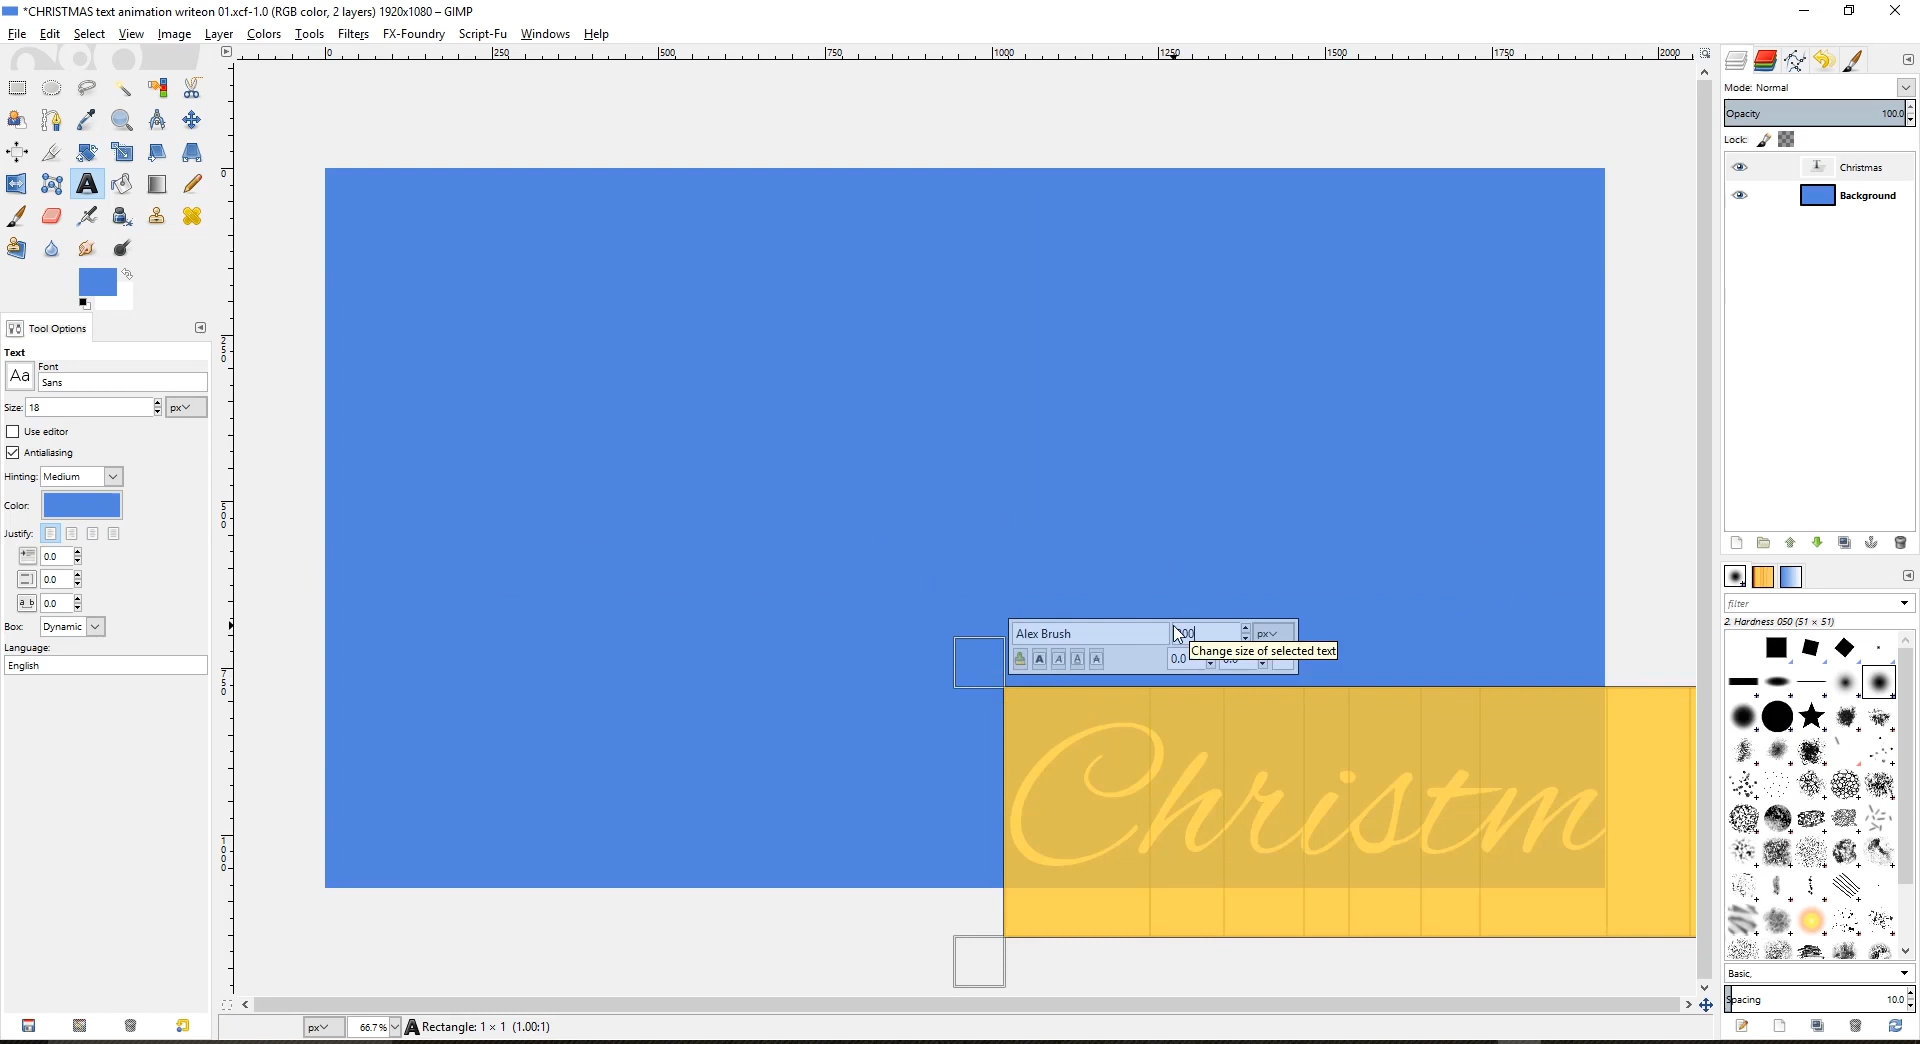 *CHRISTMAS text animation writeon 01.xcf-1.0 (RGB color, 2 layers) 1920x1080 – GIMP
File Edit Select View Image Layer Colors Tools Filters FX-Foundry Script-Fu Windows Help
0 250 500 750 1000 1250 1500 1750 2000
0
250
500
750
1000
Tool Options
Text
Aa
Font
Sans
Size: 18 px
Use editor
Antialiasing
Hinting: Medium
Color:
Justify:
0.0
0.0
a b 0.0
Box: Dynamic
Language:
English
Alex Brush
px
Change size of selected text
0.0
Christm
px 66.7% Rectangle: 1 × 1 (1.00:1)
Mode: Normal
Opacity 100.0
Lock:
Christmas
Background
filter
2. Hardness 050 (51 × 51)
Basic,
Spacing 10.0